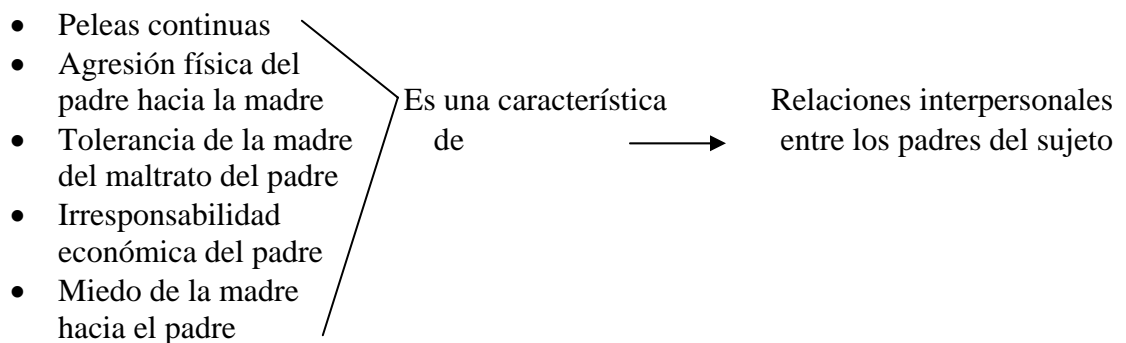 • Peleas continuas
• Agresión física del
padre hacia la madre
• Tolerancia de la madre
del maltrato del padre
• Irresponsabilidad
económica del padre
• Miedo de la madre
hacia el padre
Es una característica
de
Relaciones interpersonales
entre los padres del sujeto